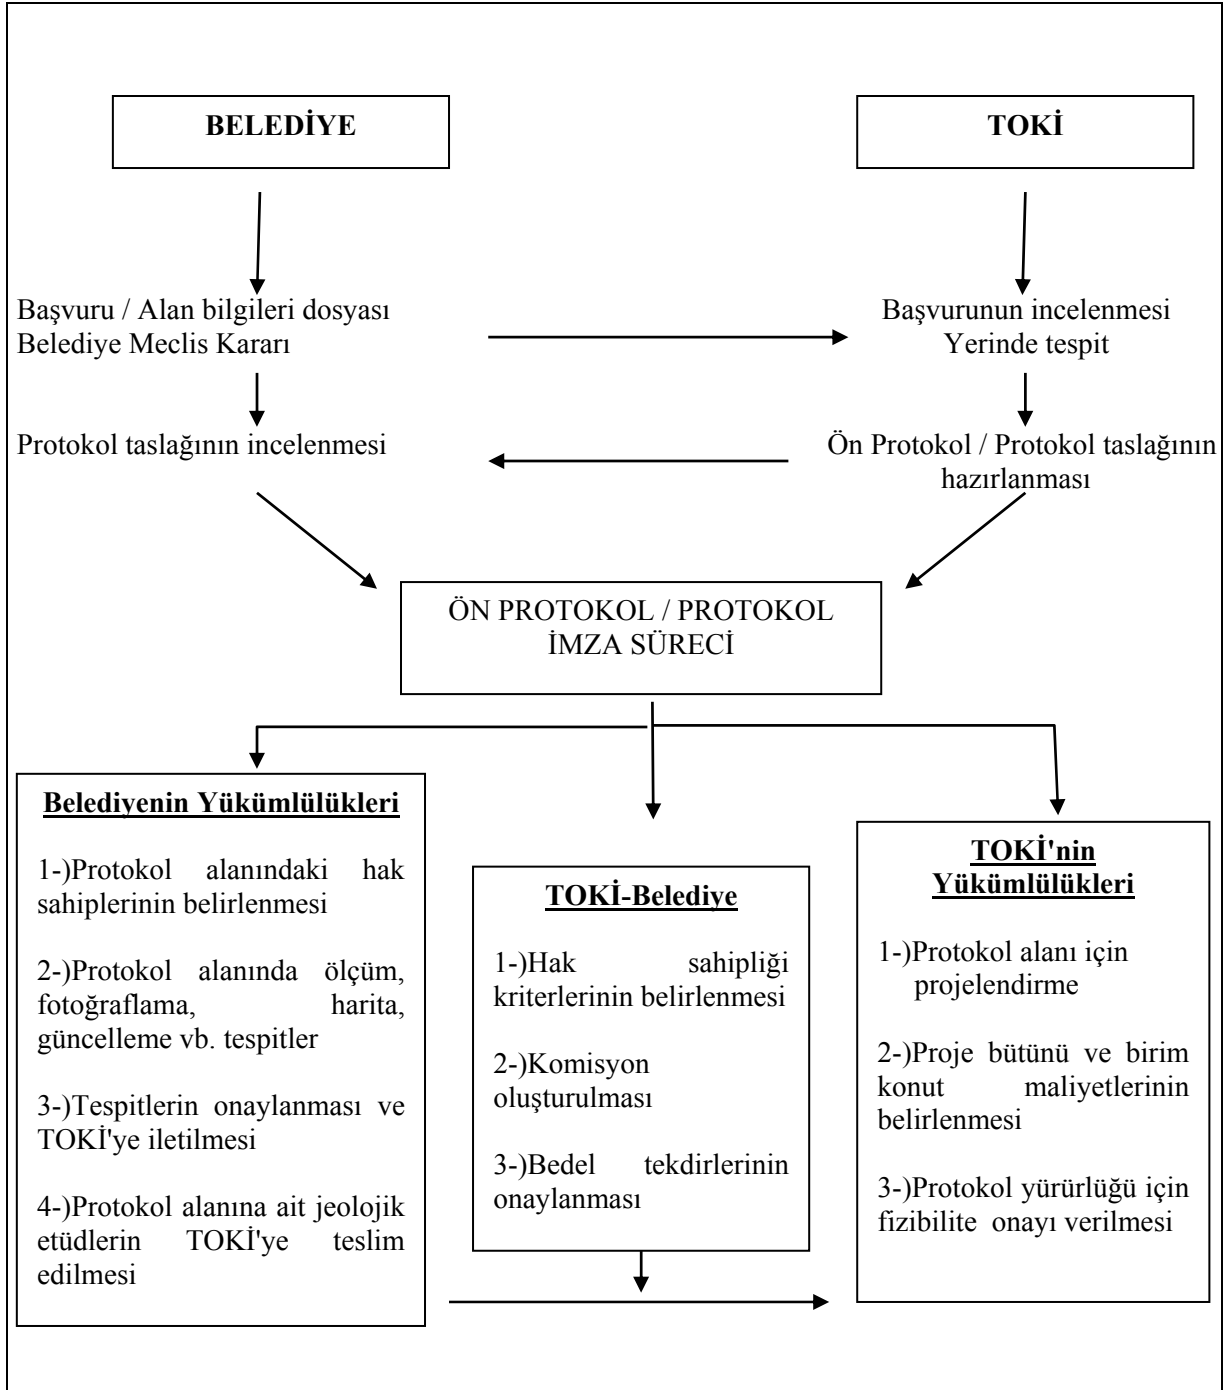 BELEDİYE
TOKİ
Başvuru / Alan bilgileri dosyası
Belediye Meclis Kararı
Başvurunun incelenmesi
Yerinde tespit
Protokol taslağının incelenmesi
Ön Protokol / Protokol taslağının
hazırlanması
ÖN PROTOKOL / PROTOKOL
İMZA SÜRECİ
Belediyenin Yükümlülükleri
1-)Protokol alanındaki hak
sahiplerinin belirlenmesi
2-)Protokol alanında ölçüm,
fotoğraflama, harita,
güncelleme vb. tespitler
3-)Tespitlerin onaylanması ve
TOKİ'ye iletilmesi
4-)Protokol alanına ait jeolojik
etüdlerin TOKİ'ye teslim
edilmesi
TOKİ-Belediye
1-)Hak sahipliği
kriterlerinin belirlenmesi
2-)Komisyon
oluşturulması
3-)Bedel tekdirlerinin
onaylanması
TOKİ'nin
Yükümlülükleri
1-)Protokol alanı için
projelendirme
2-)Proje bütünü ve birim
konut maliyetlerinin
belirlenmesi
3-)Protokol yürürlüğü için
fizibilite onayı verilmesi